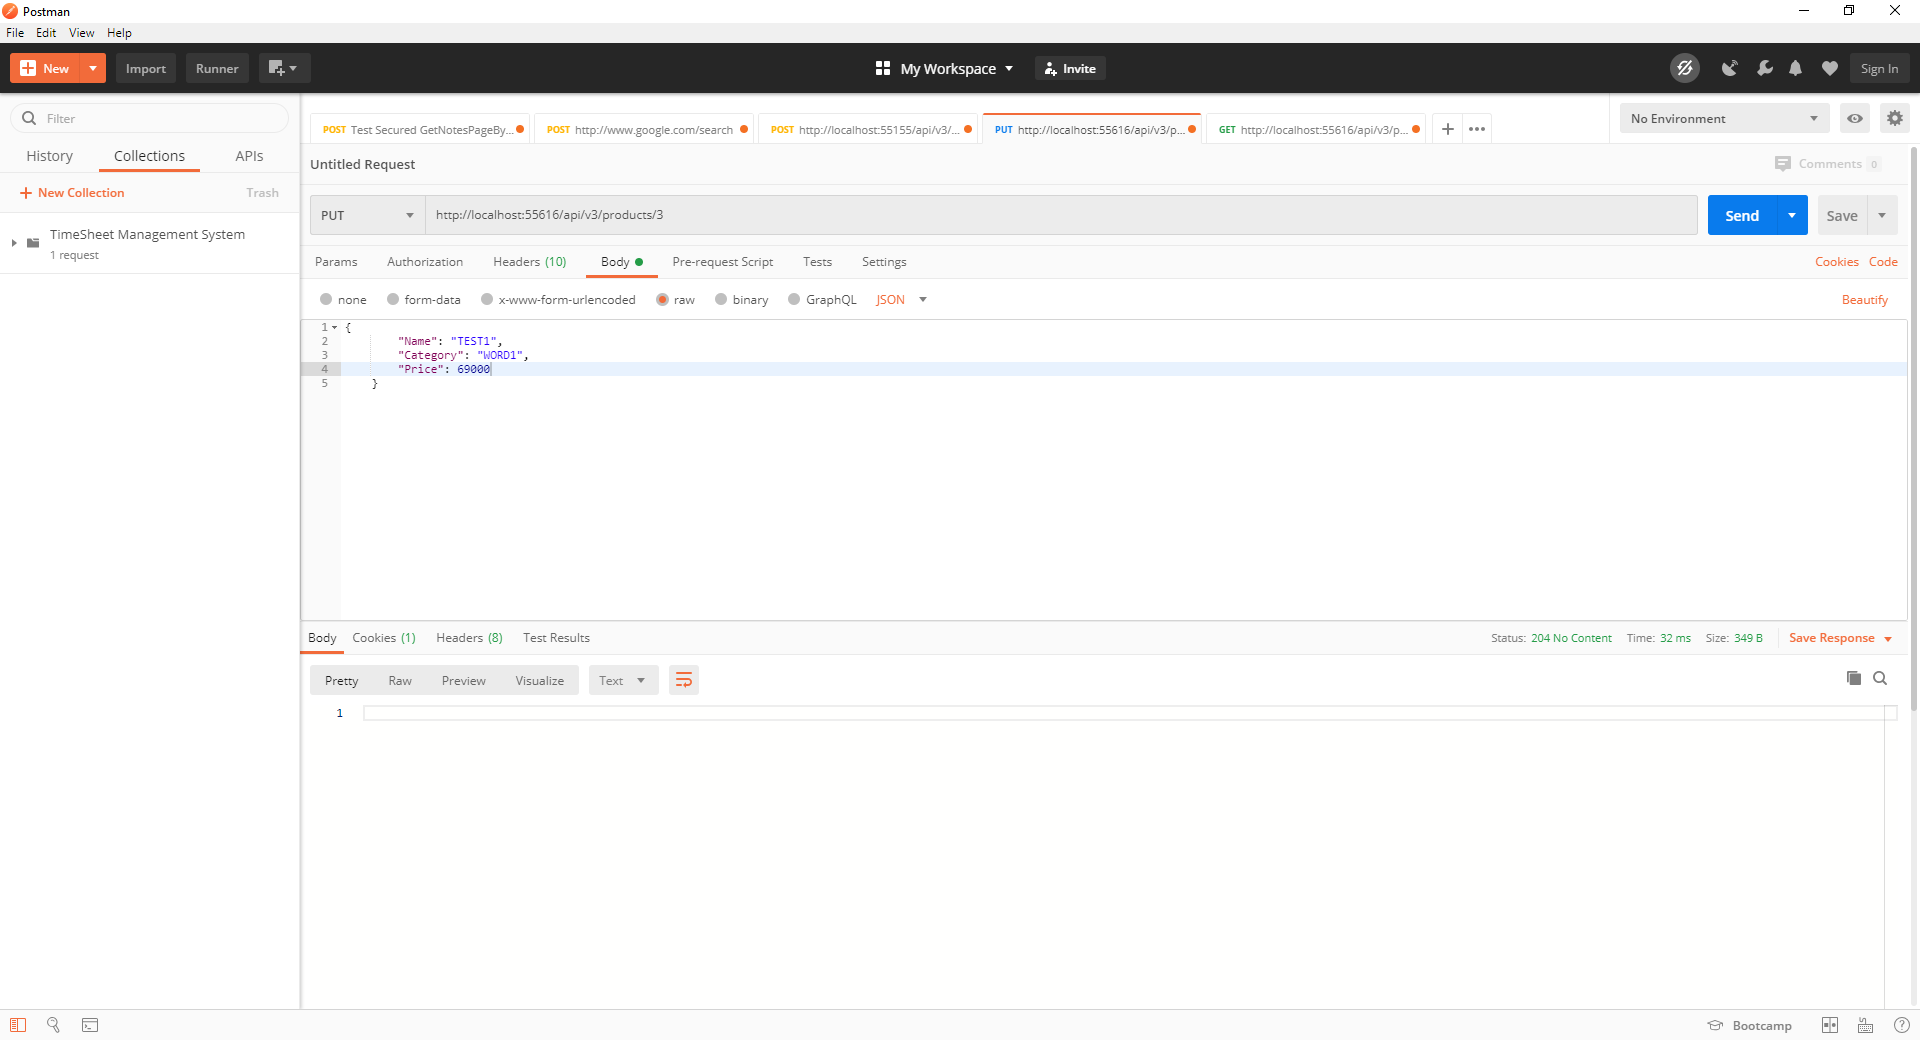 Postman
File Edit View Help
New Import Runner My Workspace Invite Sign In
Filter
History Collections APIs
New Collection Trash
TimeSheet Management System
1 request
POST Test Secured GetNotesPageBy... POST http://www.google.com/search POST http://localhost:55155/api/v3/... PUT http://localhost:55616/api/v3/p... GET http://localhost:55616/api/v3/p... + ••• No Environment
Untitled Request Comments 0
PUT http://localhost:55616/api/v3/products/3 Send Save
Params Authorization Headers (10) Body Pre-request Script Tests Settings Cookies Code
none form-data x-www-form-urlencoded raw binary GraphQL JSON Beautify
1 {
2 "Name": "TEST1",
3 "Category": "WORD1",
4 "Price": 69000
5 }
Body Cookies (1) Headers (8) Test Results Status: 204 No Content Time: 32 ms Size: 349 B Save Response
Pretty Raw Preview Visualize Text
1
Bootcamp